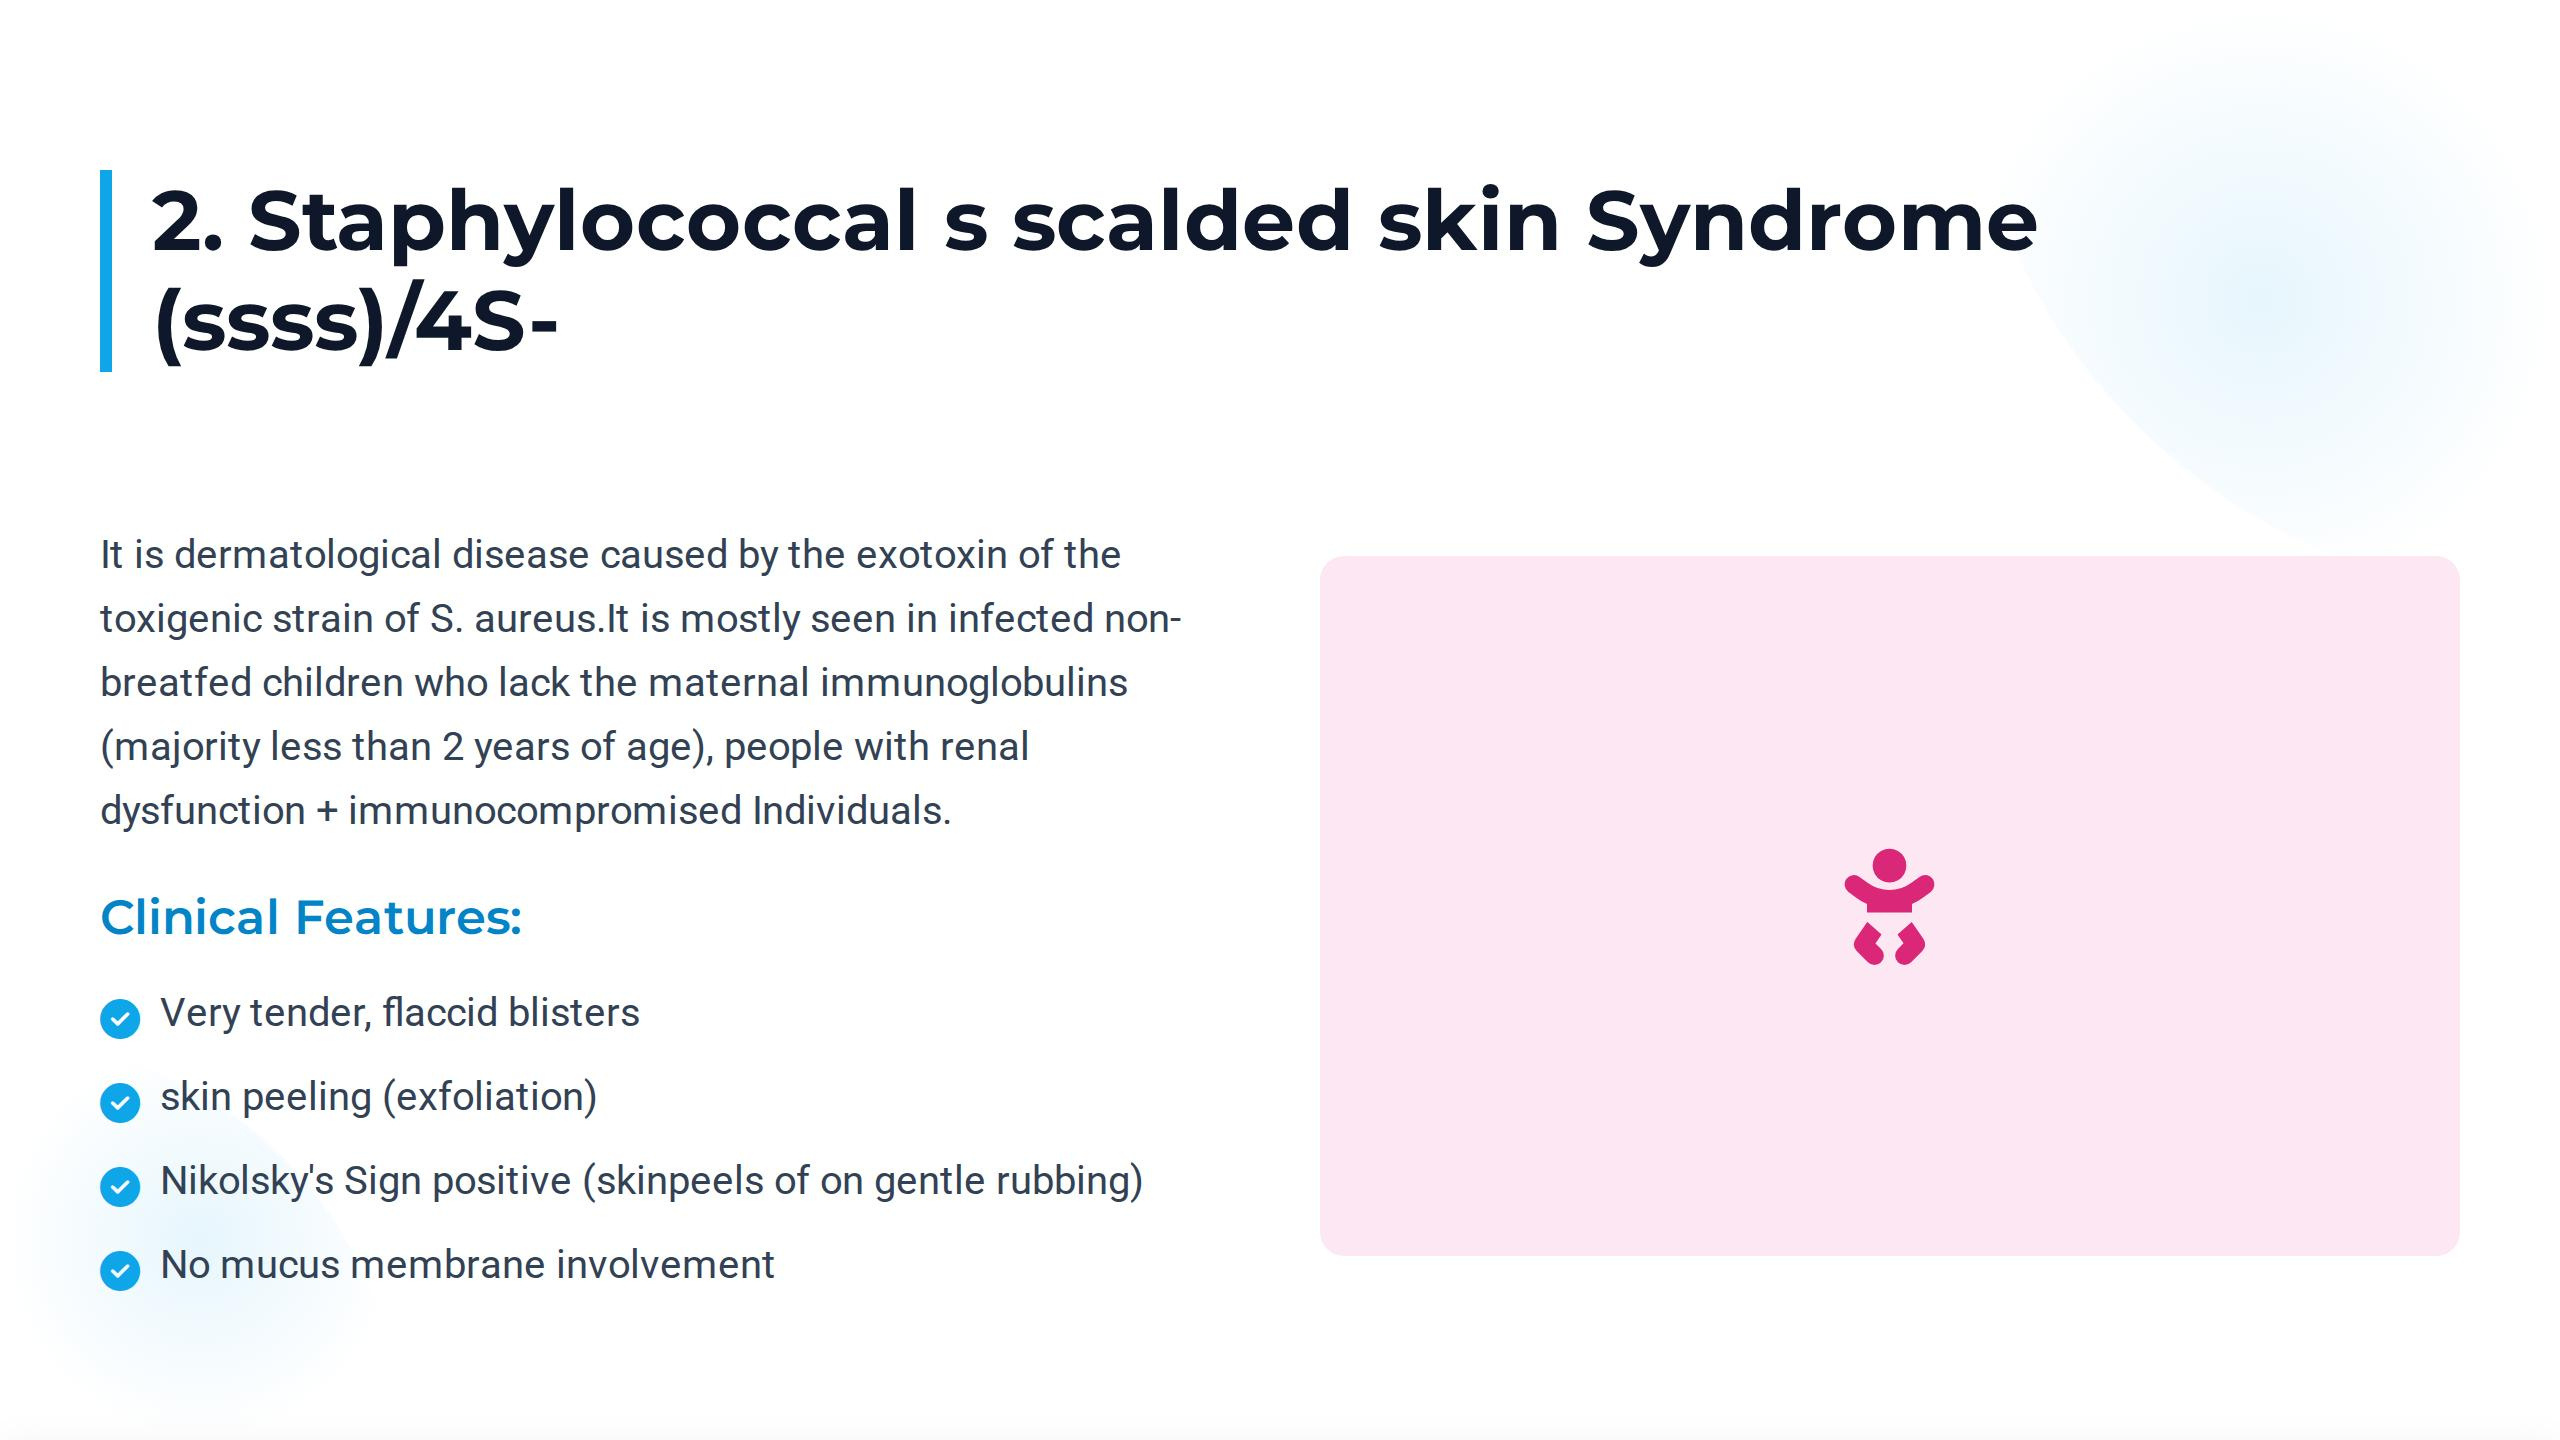 2. Staphylococcal s scalded skin Syndrome
(ssss)/4S-
It is dermatological disease caused by the exotoxin of the
toxigenic strain of S. aureus.It is mostly seen in infected non-
breatfed children who lack the maternal immunoglobulins
(majority less than 2 years of age), people with renal
dysfunction + immunocompromised Individuals.
Clinical Features:
Very tender, flaccid blisters
skin peeling (exfoliation)
Nikolsky's Sign positive (skinpeels of on gentle rubbing)
No mucus membrane involvement